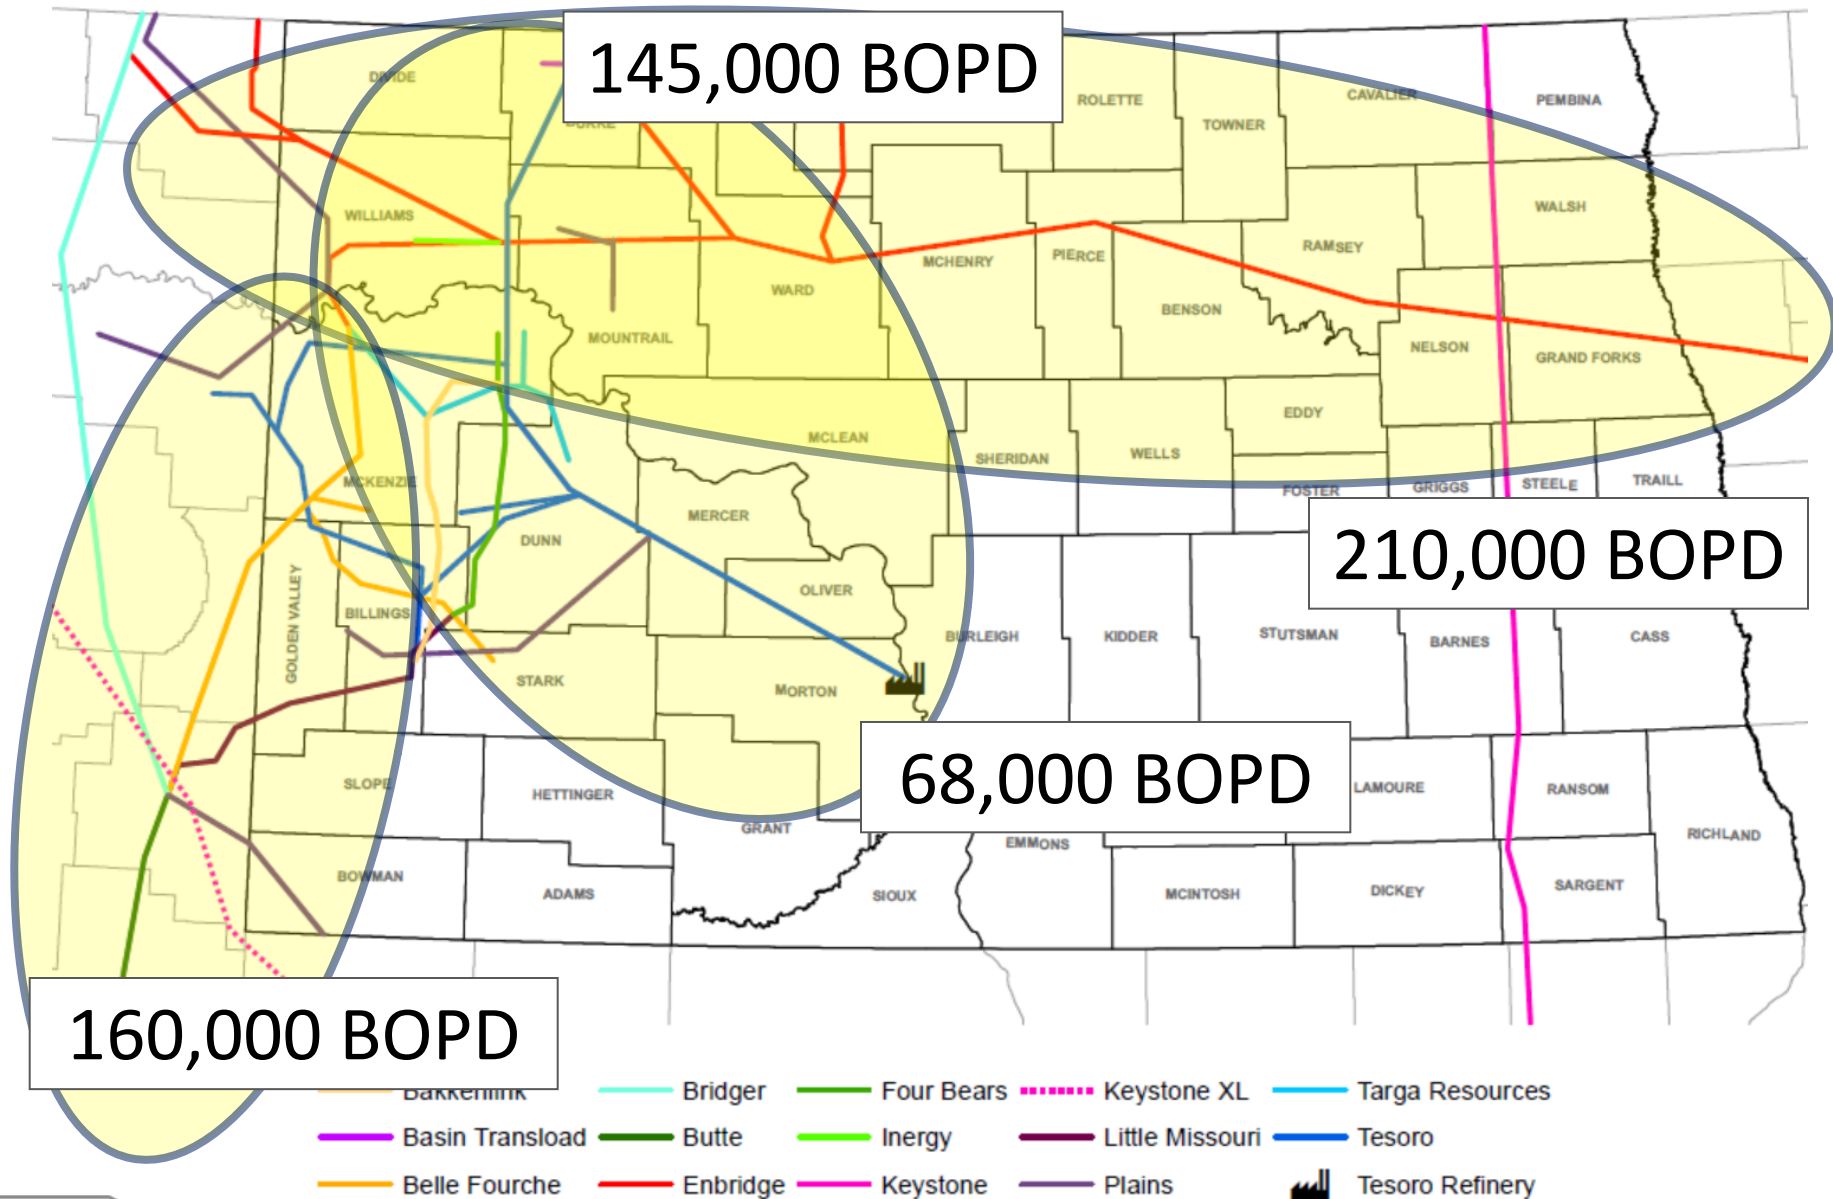 145,000 BOPD
DIVIDE
BURKE
ROLETTE
TOWNER
CAVALIER
PEMBINA
WILLIAMS
MOUNTRAIL
WARD
MCHENRY
PIERCE
BENSON
RAMSEY
WALSH
NELSON
GRAND FORKS
MCKENZIE
MCLEAN
SHERIDAN
WELLS
EDDY
FOSTER
GRIGGS
STEELE
TRAILL
210,000 BOPD
DUNN
MERCER
OLIVER
GOLDEN VALLEY
BILLINGS
BURLEIGH
KIDDER
STUTSMAN
BARNES
CASS
STARK
MORTON
68,000 BOPD
SLOPE
HETTINGER
GRANT
EMMONS
LAMOURE
RANSOM
RICHLAND
BOWMAN
ADAMS
SIOUX
MCINTOSH
DICKEY
SARGENT
160,000 BOPD
Bakkenlink
Bridger
Four Bears
Keystone XL
Targa Resources
Basin Transload
Butte
Inergy
Little Missouri
Tesoro
Belle Fourche
Enbridge
Keystone
Plains
Tesoro Refinery